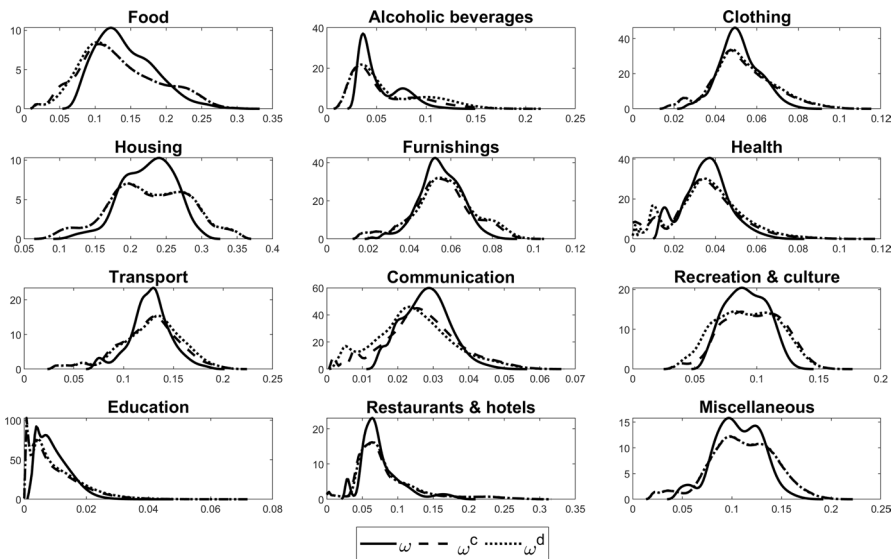 Food
10
5
0
0 0.05 0.1 0.15 0.2 0.25 0.3 0.35
Alcoholic beverages
40
20
0
0 0.05 0.1 0.15 0.2 0.25
Clothing
40
20
0
0 0.02 0.04 0.06 0.08 0.1 0.12
Housing
10
5
0
0.05 0.1 0.15 0.2 0.25 0.3 0.35 0.4
Furnishings
40
20
0
0 0.02 0.04 0.06 0.08 0.1 0.12
Health
40
20
0
0 0.02 0.04 0.06 0.08 0.1 0.12
Transport
20
10
0
0 0.05 0.1 0.15 0.2 0.25
Communication
60
40
20
0
0 0.01 0.02 0.03 0.04 0.05 0.06 0.07
Recreation & culture
20
10
0
0 0.05 0.1 0.15 0.2
Education
100
50
0
0 0.02 0.04 0.06 0.08
Restaurants & hotels
20
10
0
0 0.05 0.1 0.15 0.2 0.25 0.3 0.35
Miscellaneous
15
10
5
0
0 0.05 0.1 0.15 0.2 0.25
ω ω^c ω^d